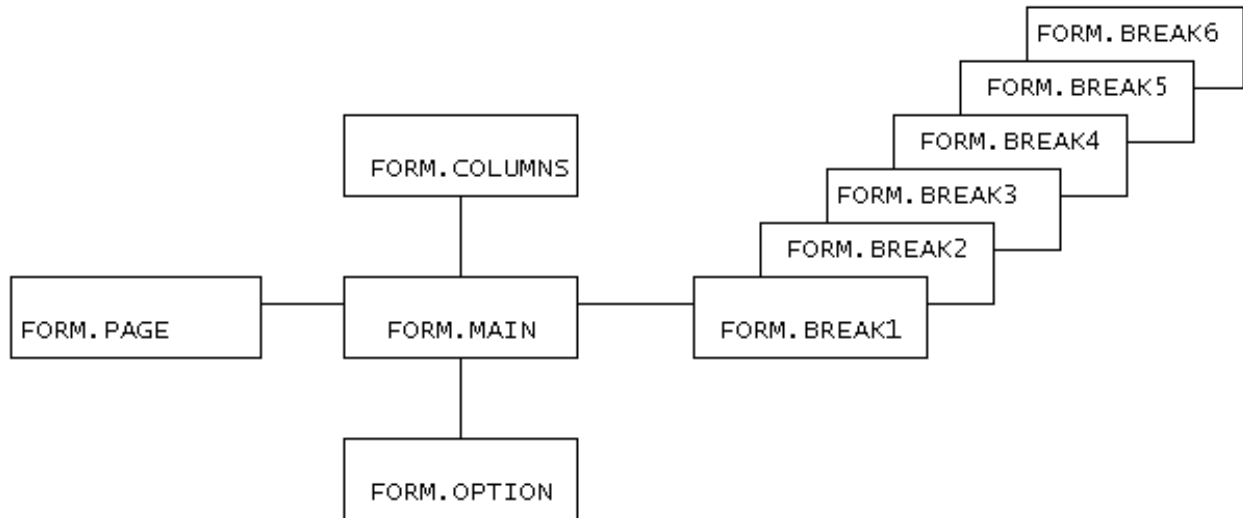 FORM.BREAK6
FORM.BREAK5
FORM.BREAK4
FORM.COLUMNS
FORM.BREAK3
FORM.BREAK2
FORM.PAGE
FORM.MAIN
FORM.BREAK1
FORM.OPTION